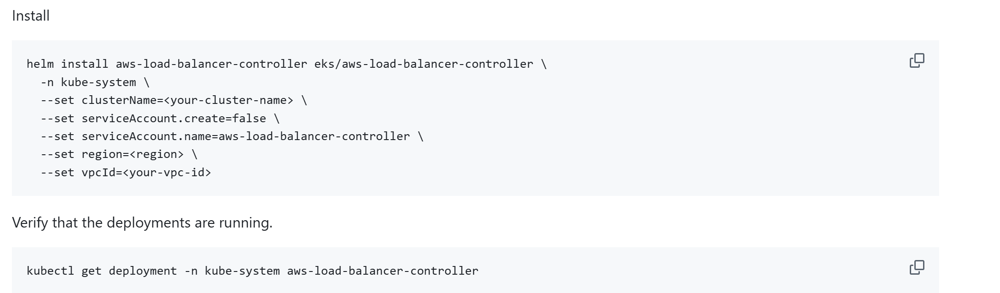 Install
helm install aws-load-balancer-controller eks/aws-load-balancer-controller \
  -n kube-system \
  --set clusterName=<your-cluster-name> \
  --set serviceAccount.create=false \
  --set serviceAccount.name=aws-load-balancer-controller \
  --set region=<region> \
  --set vpcId=<your-vpc-id>
Verify that the deployments are running.
kubectl get deployment -n kube-system aws-load-balancer-controller